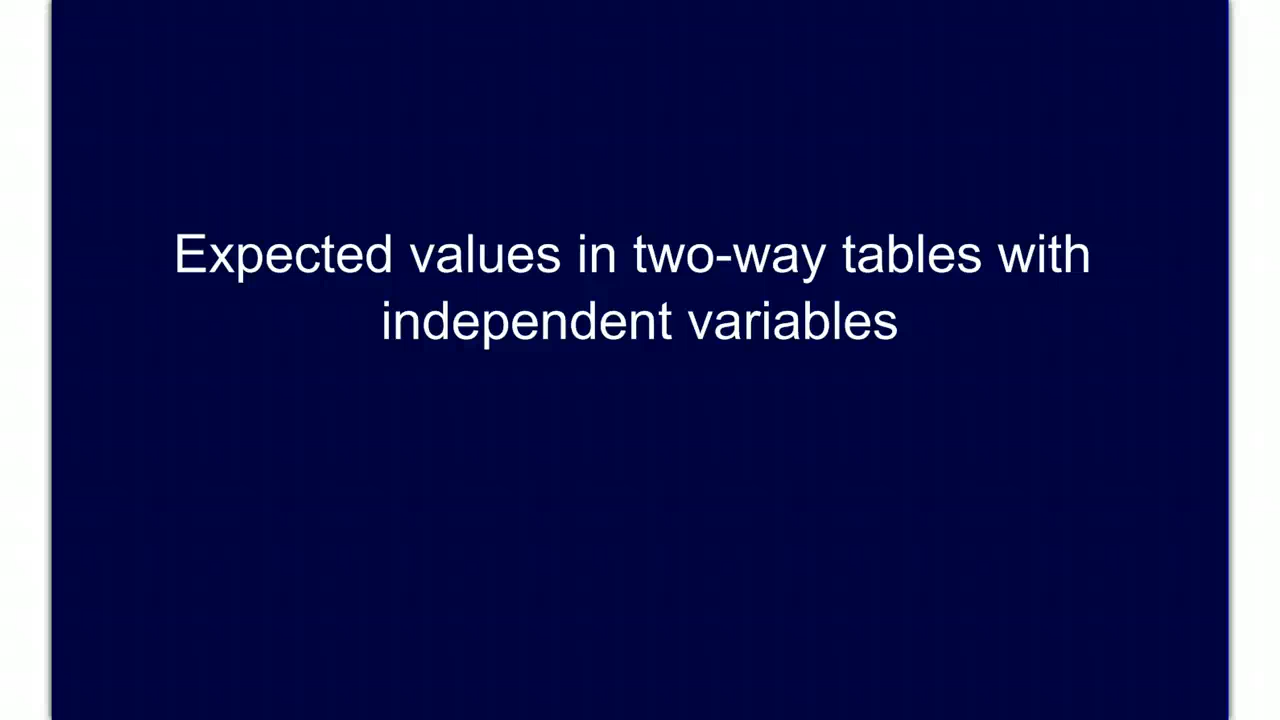 Expected values in two-way tables with
independent variables